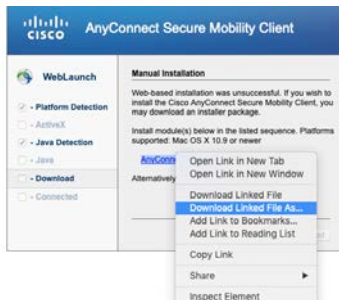 CISCO
AnyConnect Secure Mobility Client
WebLaunch
- Platform Detection
- ActiveX
- Java Detection
- Java
- Download
- Connected
Manual Installation
Web-based installation was unsuccessful. If you wish to
install the Cisco AnyConnect Secure Mobility Client, you
may download an installer package.
Install module(s) below in the listed sequence. Platforms
supported: Mac OS X 10.9 or newer
AnyConn
Alternatively
Open Link in New Tab
Open Link in New Window
Download Linked File
Download Linked File As...
Add Link to Bookmarks...
Add Link to Reading List
Copy Link
Share
Inspect Element